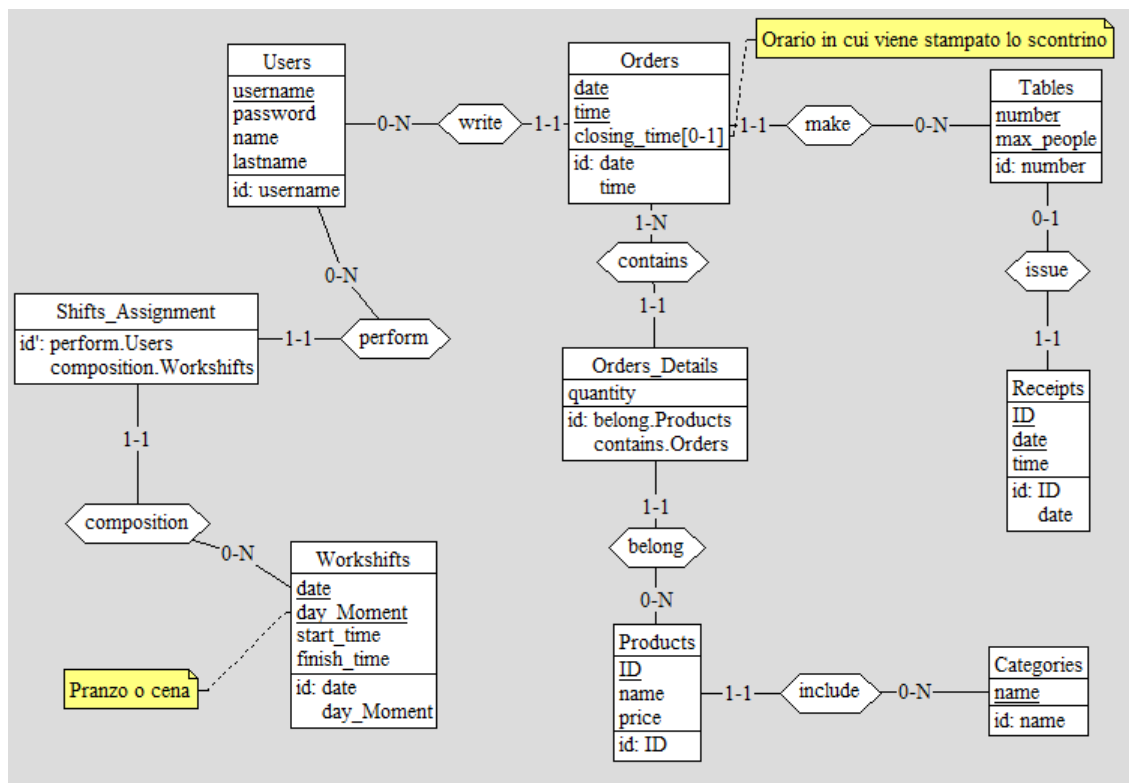 Users
username
password
name
lastname
id: username
0-N
write
1-1
Orders
date
time
closing_time[0-1]
id: date
time
Orario in cui viene stampato lo scontrino
1-1
make
0-N
Tables
number
max_people
id: number
0-1
issue
1-1
Receipts
ID
date
time
id: ID
date
1-N
contains
1-1
Orders_Details
quantity
id: belong.Products
contains.Orders
1-1
belong
0-N
Products
ID
name
price
id: ID
1-1
include
0-N
Categories
name
id: name
0-N
perform
1-1
Shifts_Assignment
id': perform.Users
composition.Workshifts
1-1
composition
0-N
Workshifts
date
day_Moment
start_time
finish_time
id: date
day_Moment
Pranzo o cena